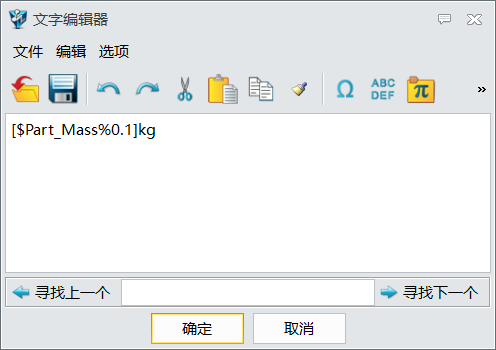 文字编辑器
文件 编辑 选项
Ω ABC DEF π »
[$Part_Mass%0.1]kg
寻找上一个 寻找下一个
确定 取消